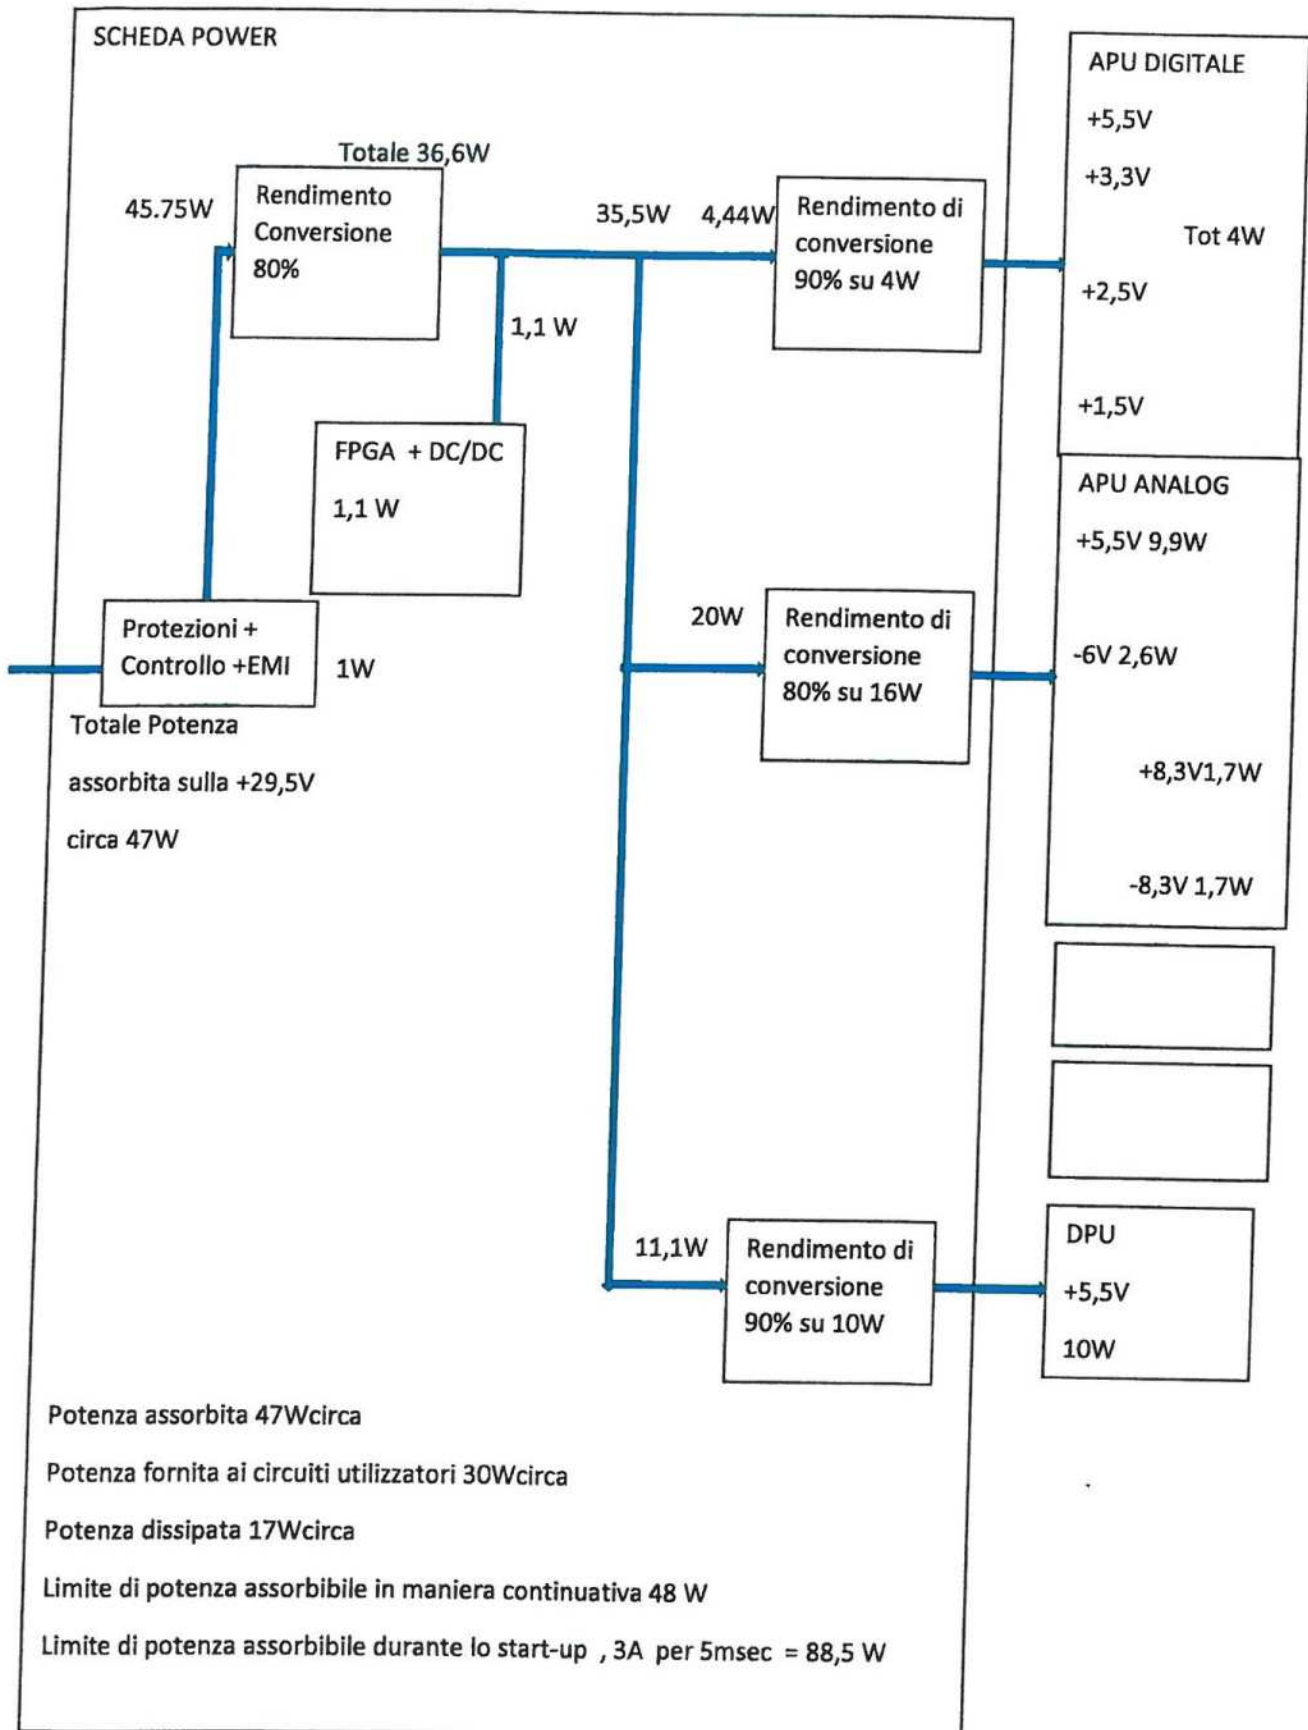 SCHEDA POWER
Totale 36,6W
45.75W
Rendimento
Conversione
80%
35,5W
4,44W
Rendimento di
conversione
90% su 4W
1,1 W
FPGA + DC/DC
1,1 W
Protezioni +
Controllo +EMI
1W
Totale Potenza
assorbita sulla +29,5V
circa 47W
20W
Rendimento di
conversione
80% su 16W
11,1W
Rendimento di
conversione
90% su 10W
APU DIGITALE
+5,5V
+3,3V
Tot 4W
+2,5V
+1,5V
APU ANALOG
+5,5V 9,9W
-6V 2,6W
+8,3V1,7W
-8,3V 1,7W
DPU
+5,5V
10W
Potenza assorbita 47Wcirca
Potenza fornita ai circuiti utilizzatori 30Wcirca
Potenza dissipata 17Wcirca
Limite di potenza assorbibile in maniera continuativa 48 W
Limite di potenza assorbibile durante lo start-up , 3A per 5msec = 88,5 W